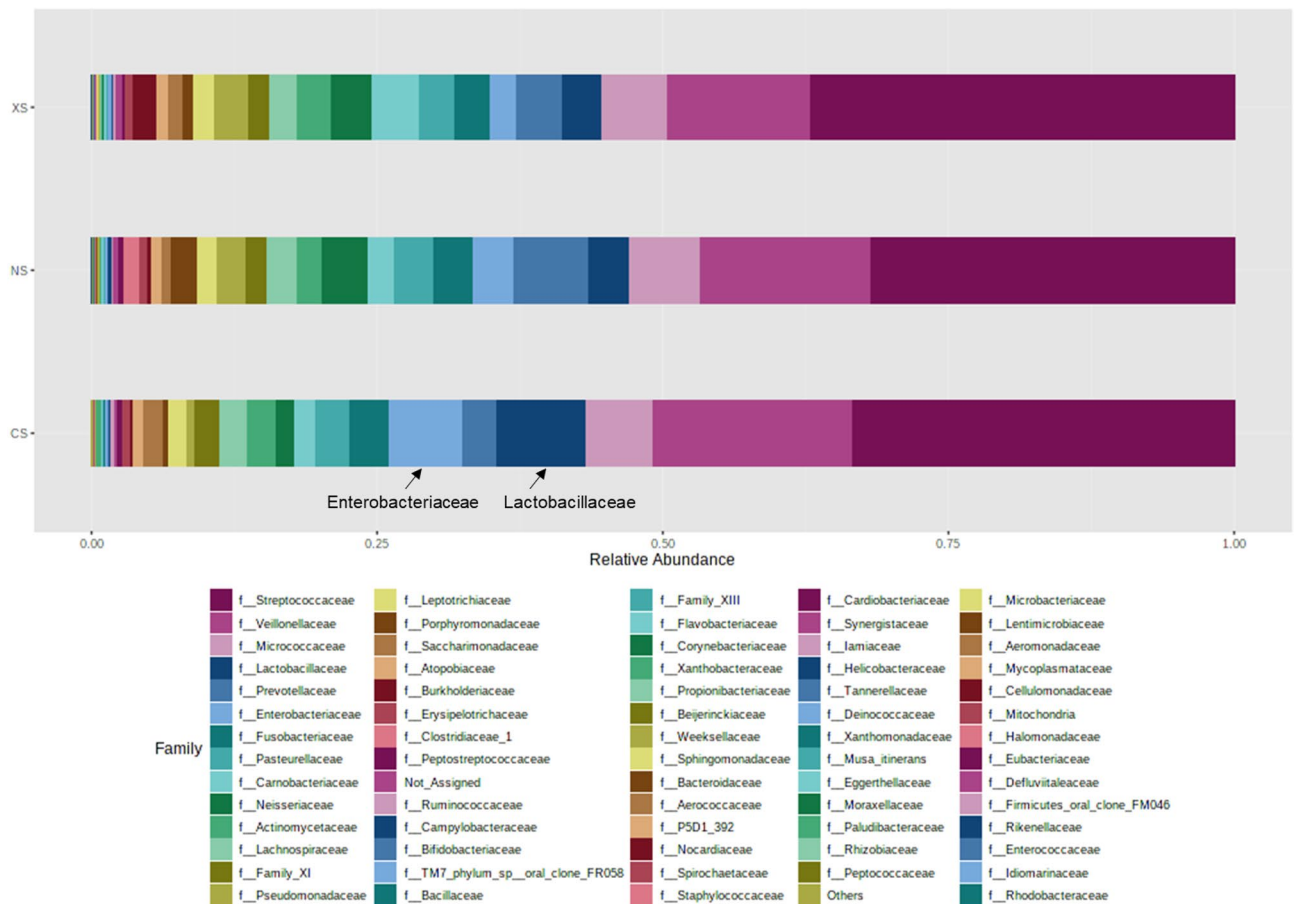 XS
NS
CS
Enterobacteriaceae
Lactobacillaceae
0.00
0.25
0.50
0.75
1.00
Relative Abundance
Family
f__Streptococcaceae
f__Veillonellaceae
f__Micrococcaceae
f__Lactobacillaceae
f__Prevotellaceae
f__Enterobacteriaceae
f__Fusobacteriaceae
f__Pasteurellaceae
f__Carnobacteriaceae
f__Neisseriaceae
f__Actinomycetaceae
f__Lachnospiraceae
f__Family_XI
f__Pseudomonadaceae
f__Leptotrichiaceae
f__Porphyromonadaceae
f__Saccharimonadaceae
f__Atopobiaceae
f__Burkholderiaceae
f__Erysipelotrichaceae
f__Clostridiaceae_1
f__Peptostreptococcaceae
Not_Assigned
f__Ruminococcaceae
f__Campylobacteraceae
f__Bifidobacteriaceae
f__TM7_phylum_sp__oral_clone_FR058
f__Bacillaceae
f__Family_XIII
f__Flavobacteriaceae
f__Corynebacteriaceae
f__Xanthobacteraceae
f__Propionibacteriaceae
f__Beijerinckiaceae
f__Weeksellaceae
f__Sphingomonadaceae
f__Bacteroidaceae
f__Aerococcaceae
f__P5D1_392
f__Nocardiaceae
f__Spirochaetaceae
f__Staphylococcaceae
f__Cardiobacteriaceae
f__Synergistaceae
f__Iamiaceae
f__Helicobacteraceae
f__Tannerellaceae
f__Deinococcaceae
f__Xanthomonadaceae
f__Musa_itinerans
f__Eggerthellaceae
f__Moraxellaceae
f__Paludibacteraceae
f__Rhizobiaceae
f__Peptococcaceae
Others
f__Microbacteriaceae
f__Lentimicrobiaceae
f__Aeromonadaceae
f__Mycoplasmataceae
f__Cellulomonadaceae
f__Mitochondria
f__Halomonadaceae
f__Eubacteriaceae
f__Defluviitaleaceae
f__Firmicutes_oral_clone_FM046
f__Rikenellaceae
f__Enterococcaceae
f__Idiomarinaceae
f__Rhodobacteraceae